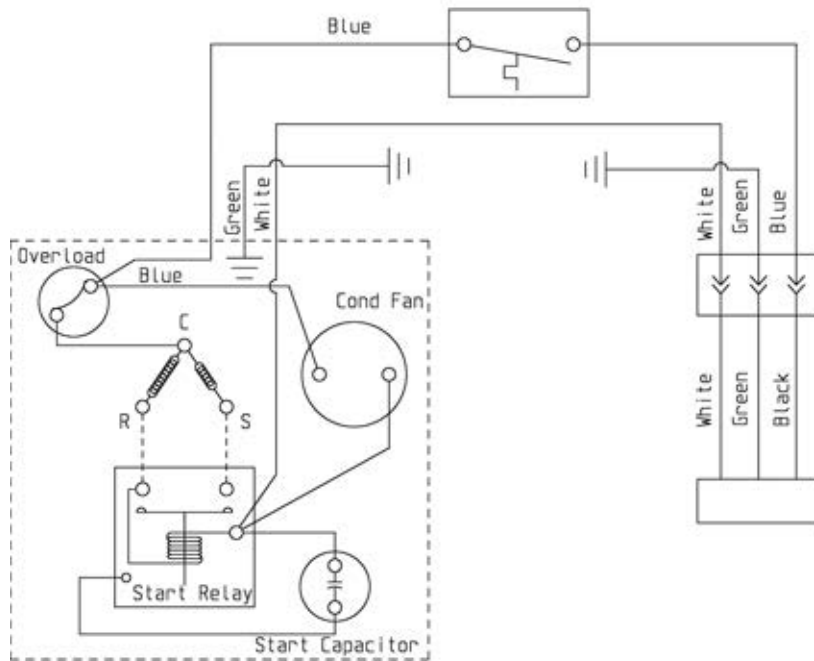 Blue
Green
White
White
Green
Blue
Overload
Blue
Cond Fan
C
R
S
White
Green
Black
Start Relay
Start Capacitor